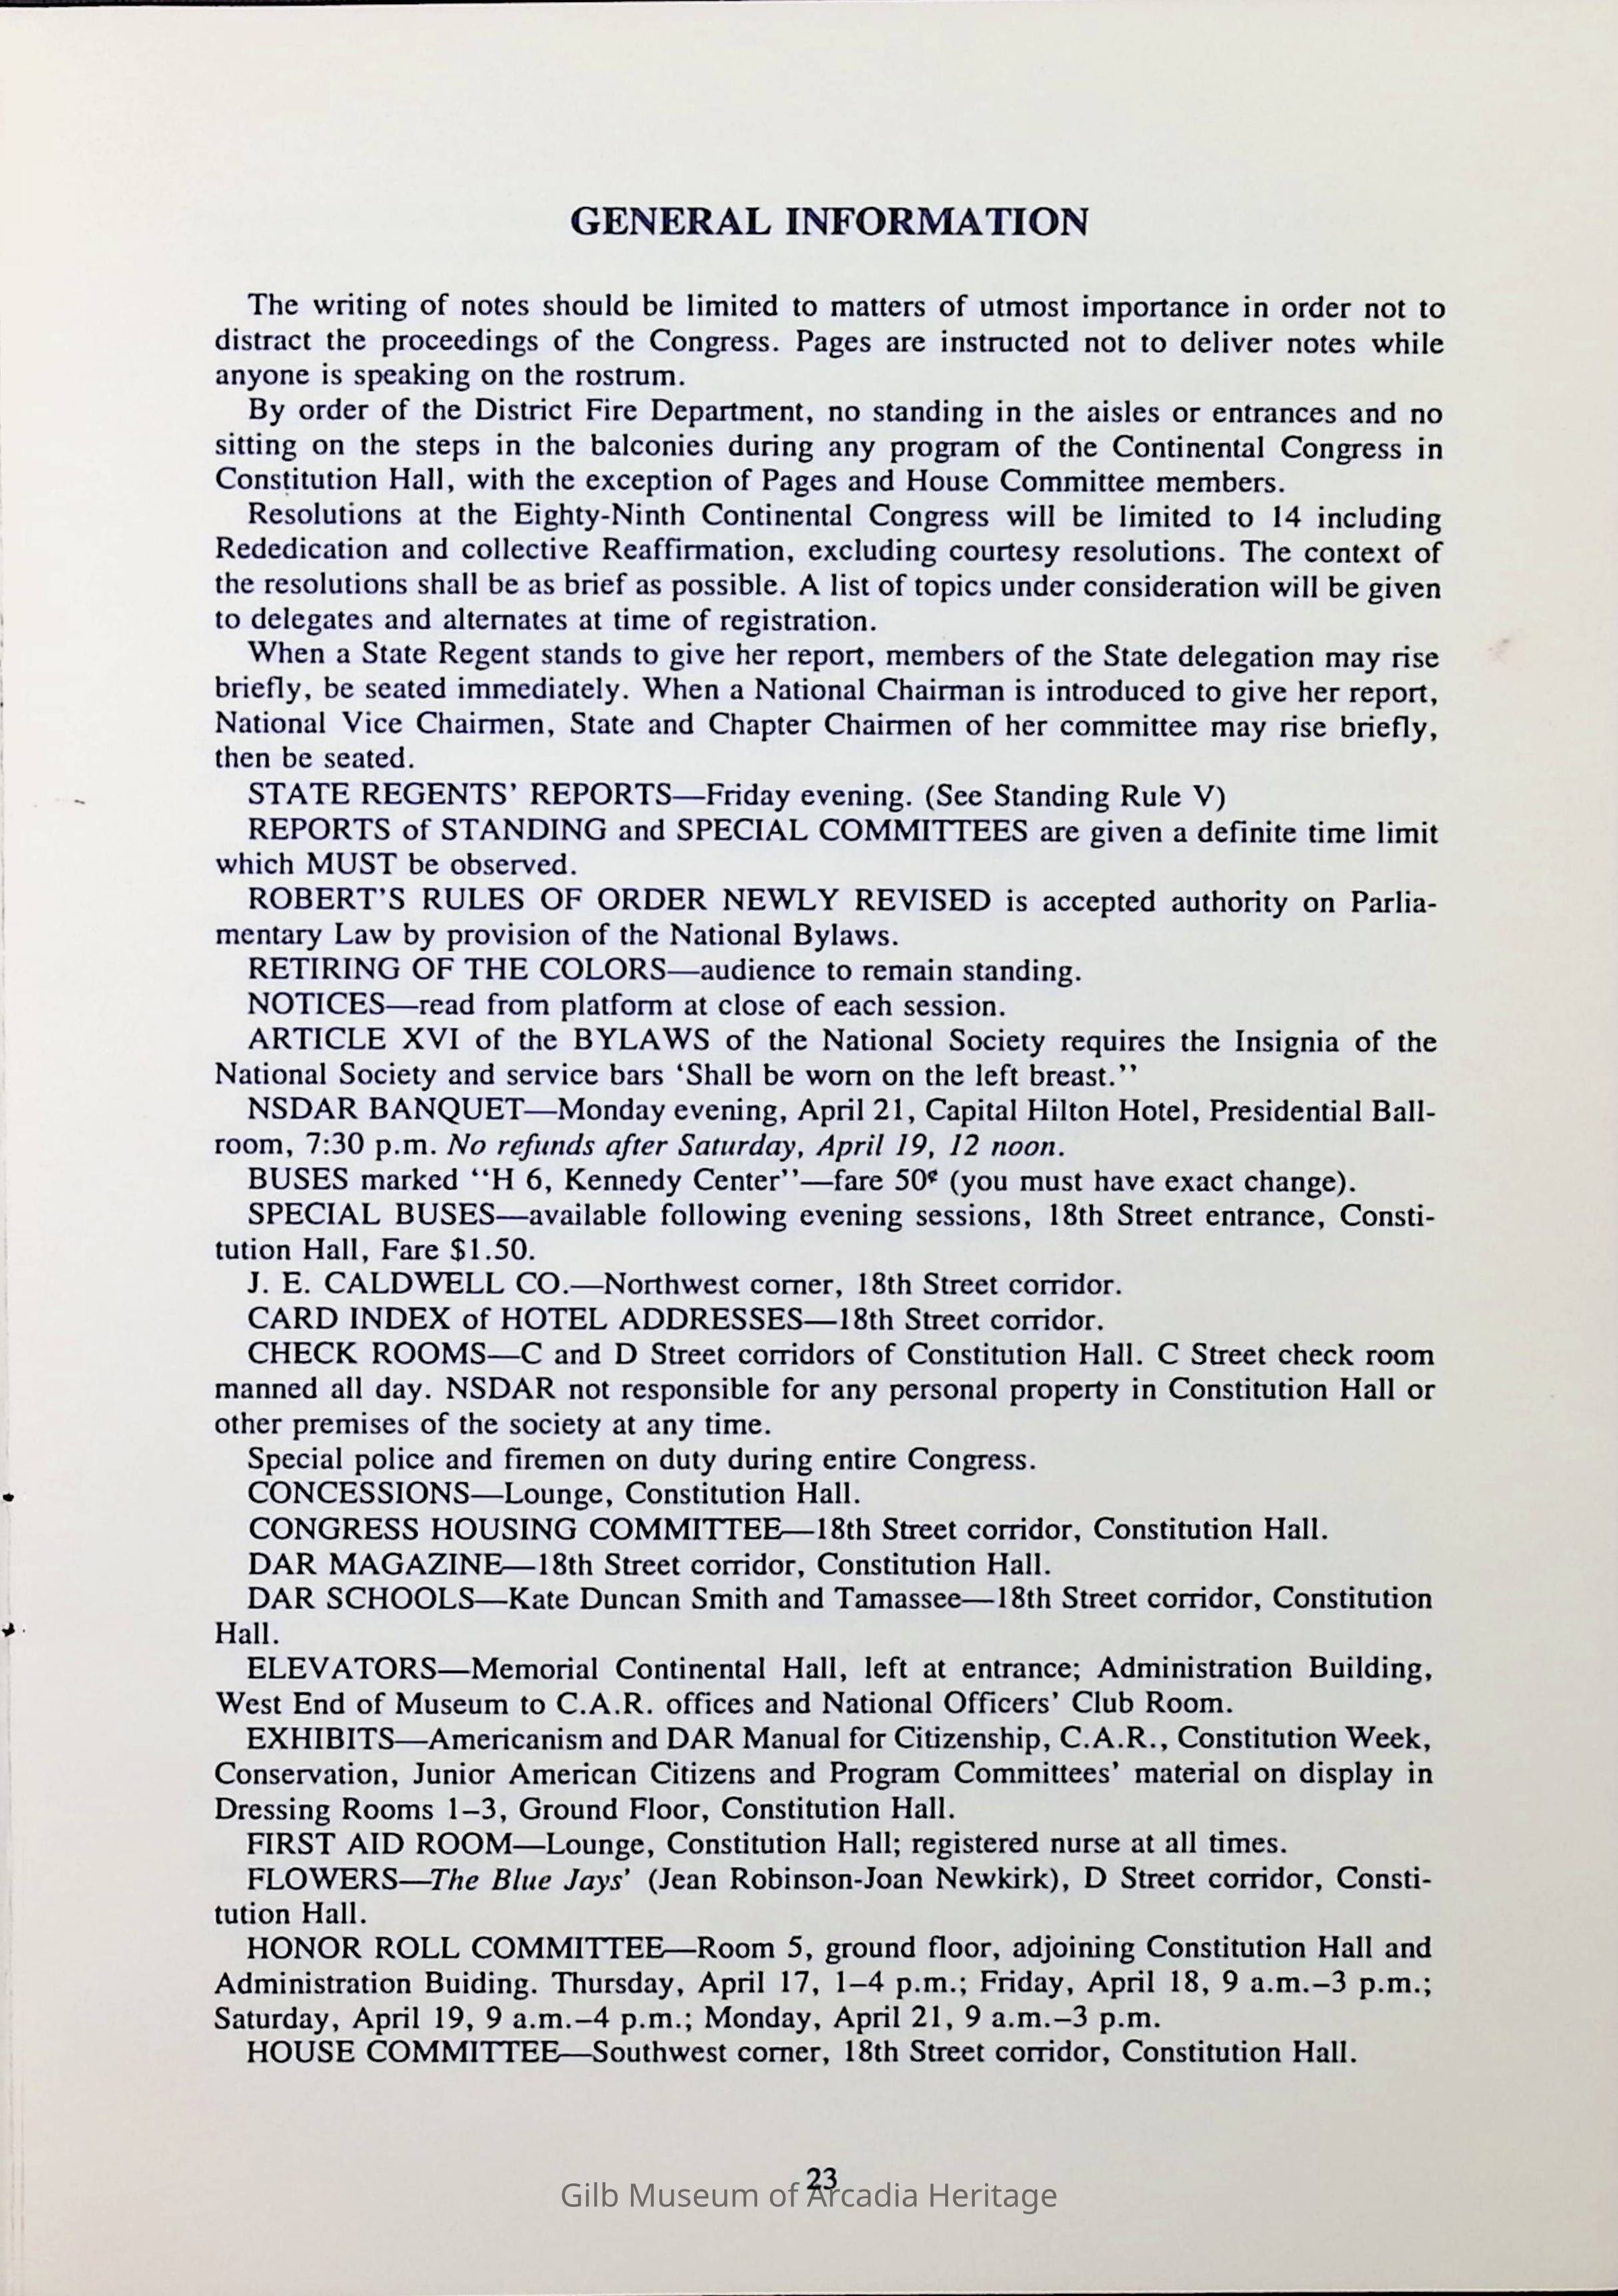 GENERAL INFORMATION
The writing of notes should be limited to matters of utmost importance in order not to
distract the proceedings of the Congress. Pages are instructed not to deliver notes while
anyone is speaking on the rostrum.
By order of the District Fire Department, no standing in the aisles or entrances and no
sitting on the steps in the balconies during any program of the Continental Congress in
Constitution Hall, with the exception of Pages and House Committee members.
Resolutions at the Eighty-Ninth Continental Congress will be limited to 14 including
Rededication and collective Reaffirmation, excluding courtesy resolutions. The context of
the resolutions shall be as brief as possible. A list of topics under consideration will be given
to delegates and alternates at time of registration.
When a State Regent stands to give her report, members of the State delegation may rise
briefly, be seated immediately. When a National Chairman is introduced to give her report,
National Vice Chairmen, State and Chapter Chairmen of her committee may rise briefly,
then be seated.
STATE REGENTS’ REPORTS—Friday evening. (See Standing Rule V)
REPORTS of STANDING and SPECIAL COMMITTEES are given a definite time limit
which MUST be observed.
ROBERT’S RULES OF ORDER NEWLY REVISED is accepted authority on Parlia-
mentary Law by provision of the National Bylaws.
RETIRING OF THE COLORS—audience to remain standing.
NOTICES—read from platform at close of each session.
ARTICLE XVI of the BYLAWS of the National Society requires the Insignia of the
National Society and service bars ‘Shall be worn on the left breast.’’
NSDAR BANQUET—Monday evening, April 21, Capital Hilton Hotel, Presidential Ball-
room, 7:30 p.m. No refunds after Saturday, April 19, 12 noon.
BUSES marked ‘‘H 6, Kennedy Center’’—fare 50¢ (you must have exact change).
SPECIAL BUSES—available following evening sessions, 18th Street entrance, Consti-
tution Hall, Fare $1.50.
J. E. CALDWELL CO.—Northwest corner, 18th Street corridor.
CARD INDEX of HOTEL ADDRESSES—18th Street corridor.
CHECK ROOMS—C and D Street corridors of Constitution Hall. C Street check room
manned all day. NSDAR not responsible for any personal property in Constitution Hall or
other premises of the society at any time.
Special police and firemen on duty during entire Congress.
CONCESSIONS—Lounge, Constitution Hall.
CONGRESS HOUSING COMMITTEE—18th Street corridor, Constitution Hall.
DAR MAGAZINE—18th Street corridor, Constitution Hall.
DAR SCHOOLS—Kate Duncan Smith and Tamassee—18th Street corridor, Constitution
Hall.
ELEVATORS—Memorial Continental Hall, left at entrance; Administration Building,
West End of Museum to C.A.R. offices and National Officers’ Club Room.
EXHIBITS—Americanism and DAR Manual for Citizenship, C.A.R., Constitution Week,
Conservation, Junior American Citizens and Program Committees’ material on display in
Dressing Rooms 1–3, Ground Floor, Constitution Hall.
FIRST AID ROOM—Lounge, Constitution Hall; registered nurse at all times.
FLOWERS—The Blue Jays’ (Jean Robinson-Joan Newkirk), D Street corridor, Consti-
tution Hall.
HONOR ROLL COMMITTEE—Room 5, ground floor, adjoining Constitution Hall and
Administration Buiding. Thursday, April 17, 1–4 p.m.; Friday, April 18, 9 a.m.–3 p.m.;
Saturday, April 19, 9 a.m.–4 p.m.; Monday, April 21, 9 a.m.–3 p.m.
HOUSE COMMITTEE—Southwest corner, 18th Street corridor, Constitution Hall.
23
Gilb Museum of Arcadia Heritage